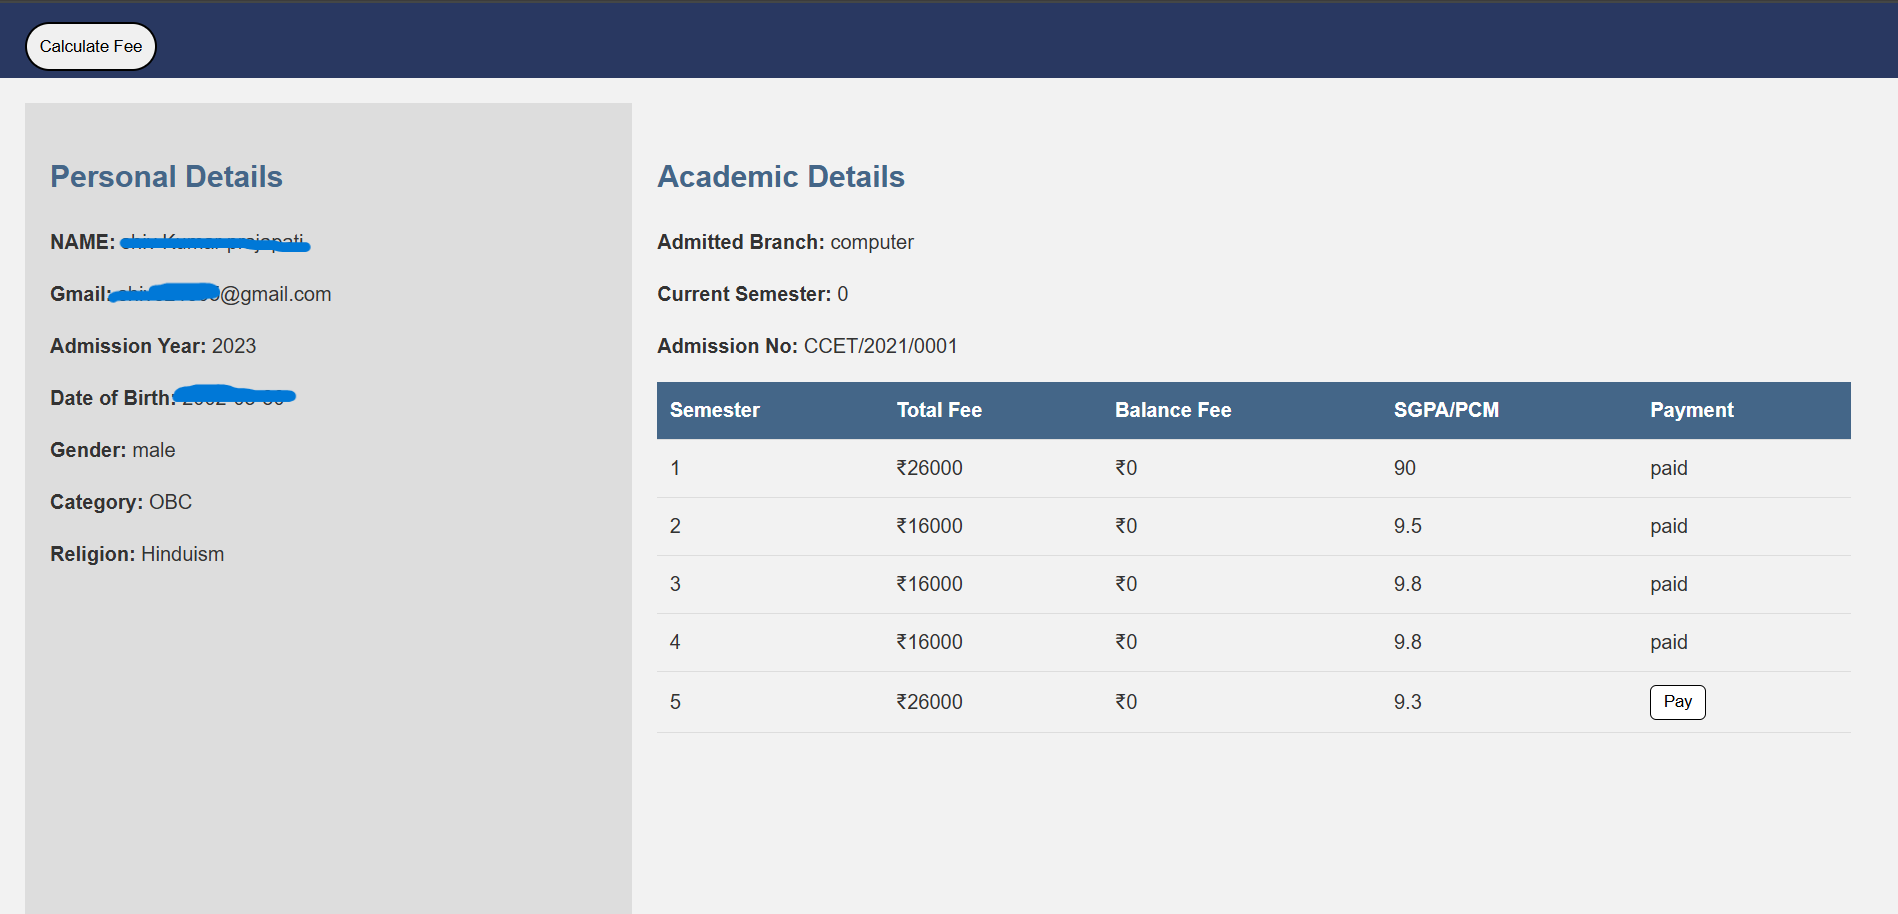 Calculate Fee
Personal Details
NAME:
Gmail: @gmail.com
Admission Year: 2023
Date of Birth:
Gender: male
Category: OBC
Religion: Hinduism
Academic Details
Admitted Branch: computer
Current Semester: 0
Admission No: CCET/2021/0001
Semester Total Fee Balance Fee SGPA/PCM Payment
1 ₹26000 ₹0 90 paid
2 ₹16000 ₹0 9.5 paid
3 ₹16000 ₹0 9.8 paid
4 ₹16000 ₹0 9.8 paid
5 ₹26000 ₹0 9.3 Pay